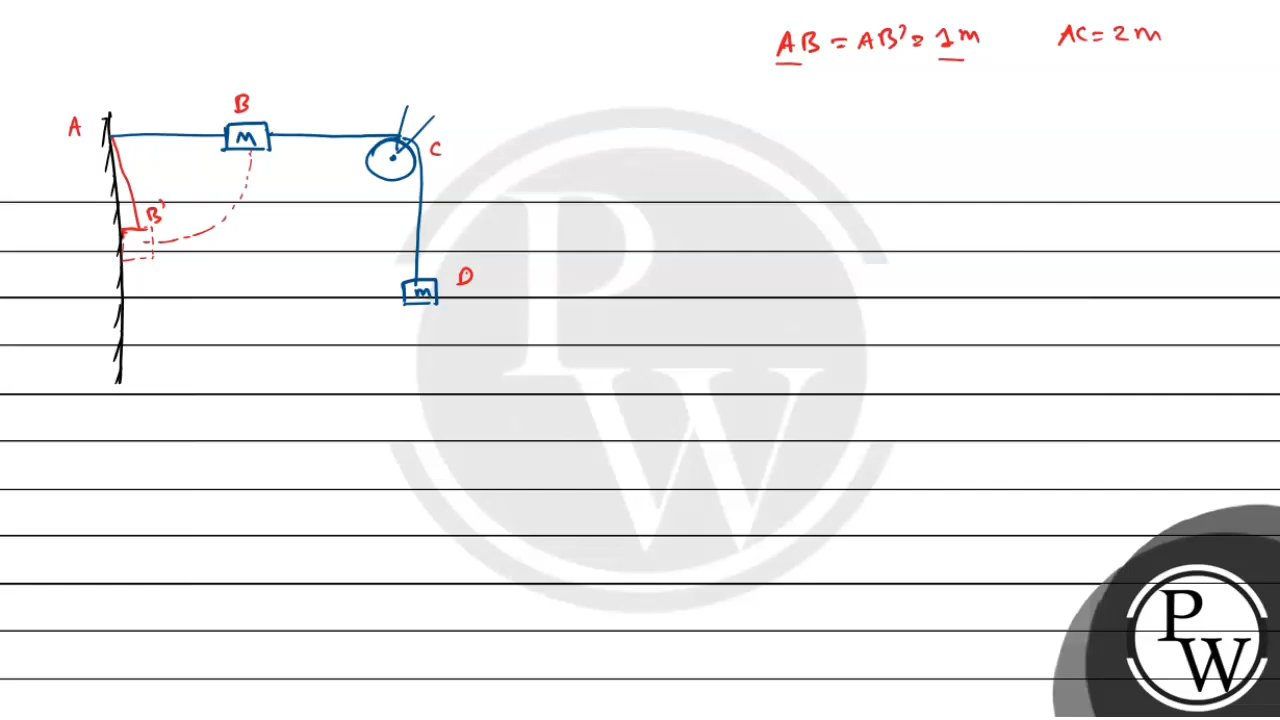 AB = AB' = 1m AC = 2m
B
A
M
C
B'
D
m
P
W
P
W